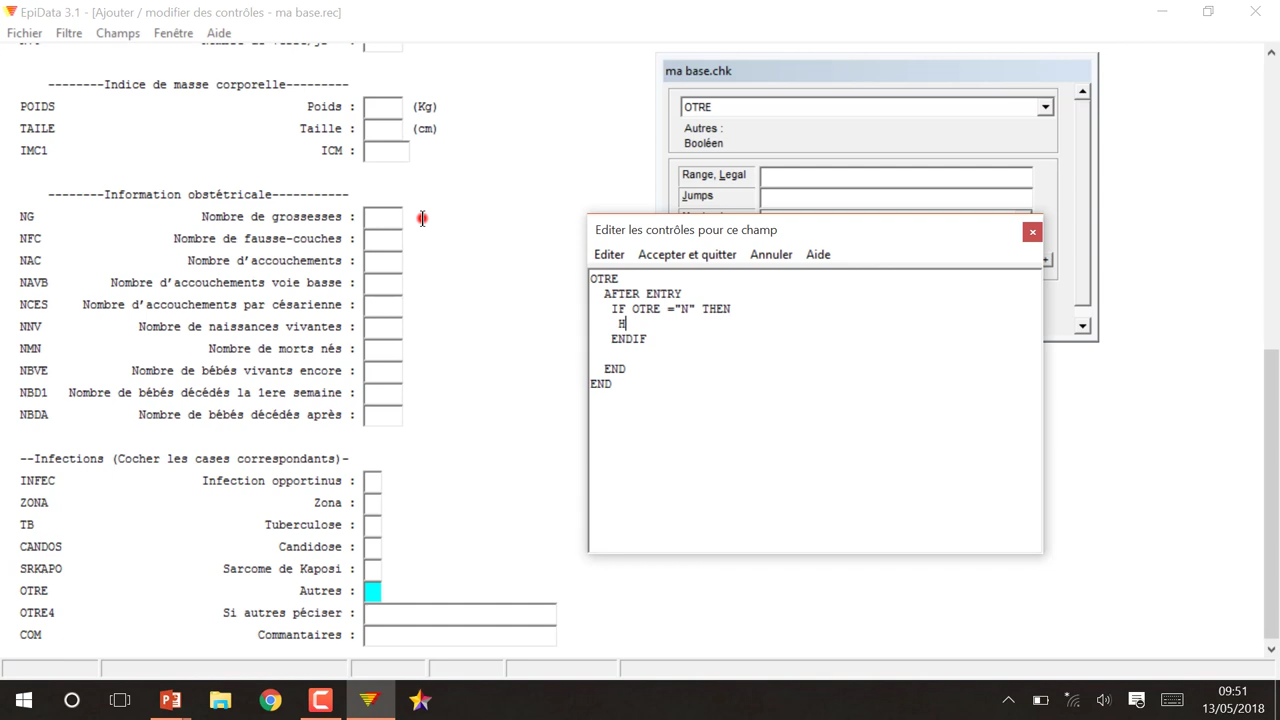 EpiData 3.1 - [Ajouter / modifier des contrôles - ma base.rec]
Fichier Filtre Champs Fenêtre Aide
--------Indice de masse corporelle---------
POIDS Poids : (Kg)
TAILE Taille : (cm)
IMC1 ICM :
--------Information obstétricale-----------
NG Nombre de grossesses :
NFC Nombre de fausse-couches :
NAC Nombre d'accouchements :
NAVB Nombre d'accouchements voie basse :
NCES Nombre d'accouchements par césarienne :
NNV Nombre de naissances vivantes :
NMN Nombre de morts nés :
NBVE Nombre de bébés vivants encore :
NBD1 Nombre de bébés décédés la 1ere semaine :
NBDA Nombre de bébés décédés après :
--Infections (Cocher les cases correspondants)-
INFEC Infection opportinus :
ZONA Zona :
TB Tuberculose :
CANDOS Candidose :
SRKAPO Sarcome de Kaposi :
OTRE Autres :
OTRE4 Si autres péciser :
COM Commantaires :
ma base.chk
OTRE
Autres :
Booléen
Range, Legal
Jumps
Editer les contrôles pour ce champ
Editer Accepter et quitter Annuler Aide
OTRE
AFTER ENTRY
IF OTRE ="N" THEN
H
ENDIF
END
END
09:51
13/05/2018